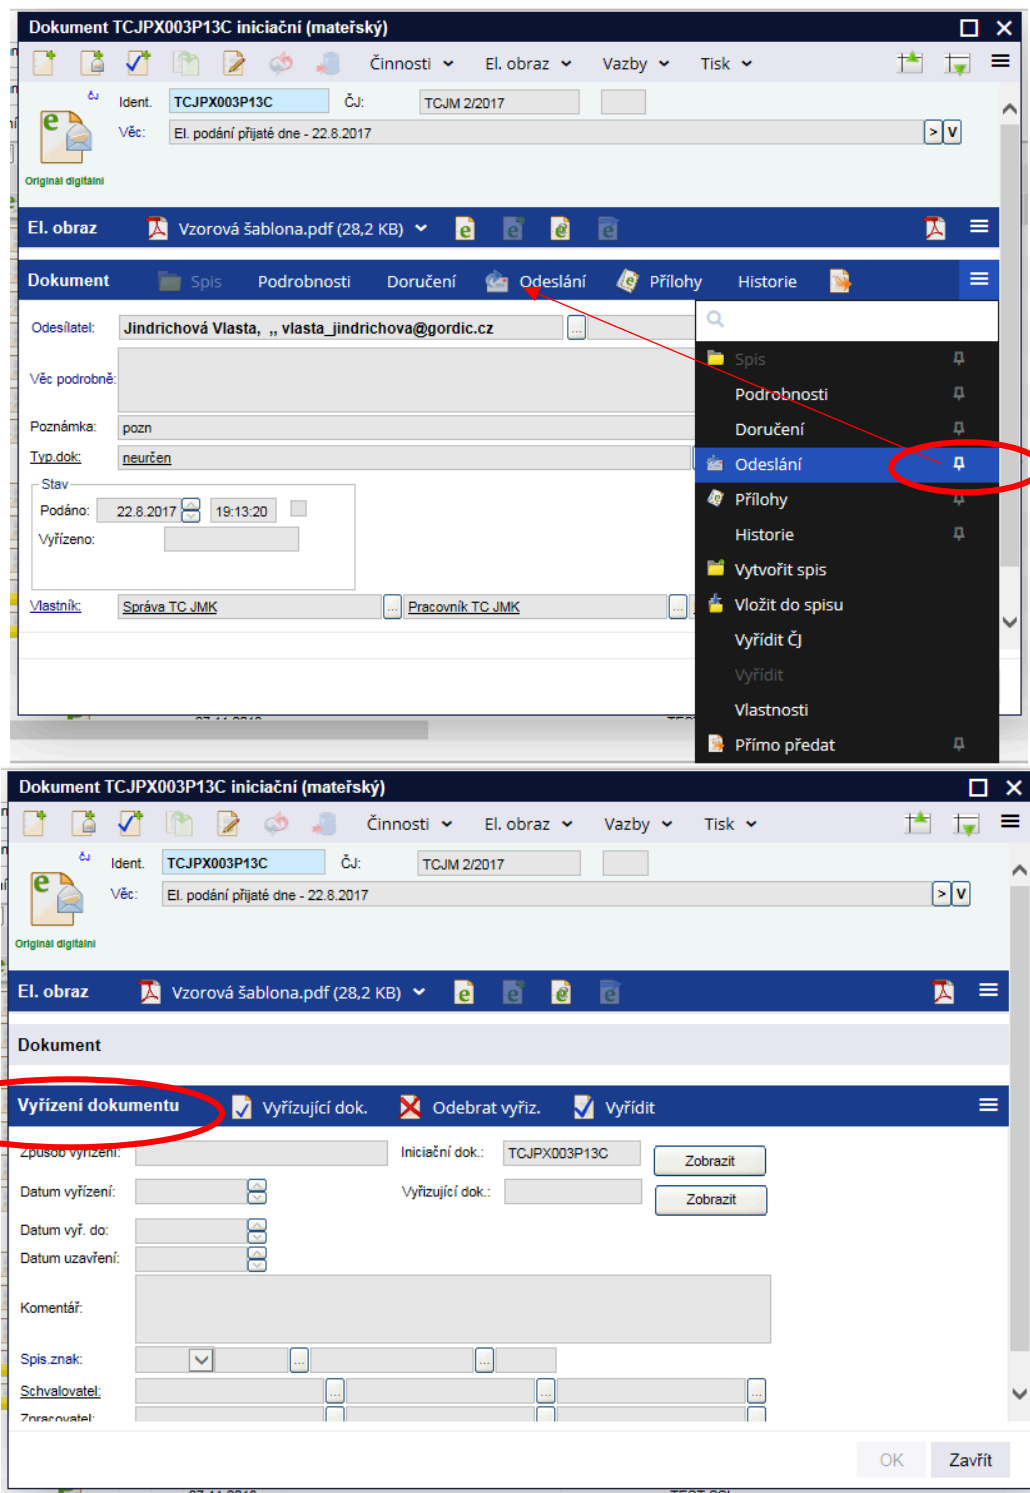 Dokument TCJPX003P13C iniciační (mateřský)
Činnosti El. obraz Vazby Tisk
ČJ
Ident. TCJPX003P13C ČJ: TCJM 2/2017
Věc: El. podání přijaté dne - 22.8.2017 > V
Originál digitální
El. obraz Vzorová šablona.pdf (28,2 KB)
Dokument Spis Podrobnosti Doručení Odeslání Přílohy Historie
Odesílatel: Jindrichová Vlasta, ,, vlasta_jindrichova@gordic.cz ...
Věc podrobně:
Poznámka: pozn
Typ.dok: neurčen
Stav
Podáno: 22.8.2017 19:13:20
Vyřízeno:
Vlastník: Správa TC JMK ... Pracovník TC JMK ...
Spis
Podrobnosti
Doručení
Odeslání
Přílohy
Historie
Vytvořit spis
Vložit do spisu
Vyřídit ČJ
Vyřídit
Vlastnosti
Přímo předat
Dokument TCJPX003P13C iniciační (mateřský)
Činnosti El. obraz Vazby Tisk
ČJ
Ident. TCJPX003P13C ČJ: TCJM 2/2017
Věc: El. podání přijaté dne - 22.8.2017 > V
Originál digitální
El. obraz Vzorová šablona.pdf (28,2 KB)
Dokument
Vyřízení dokumentu Vyřizující dok. Odebrat vyřiz. Vyřídit
Způsob vyřízení: Iniciační dok.: TCJPX003P13C Zobrazit
Datum vyřízení: Vyřizující dok.: Zobrazit
Datum vyř. do:
Datum uzavření:
Komentář:
Spis.znak: ... ...
Schvalovatel: ... ... ...
Zpracovatel:
OK Zavřít